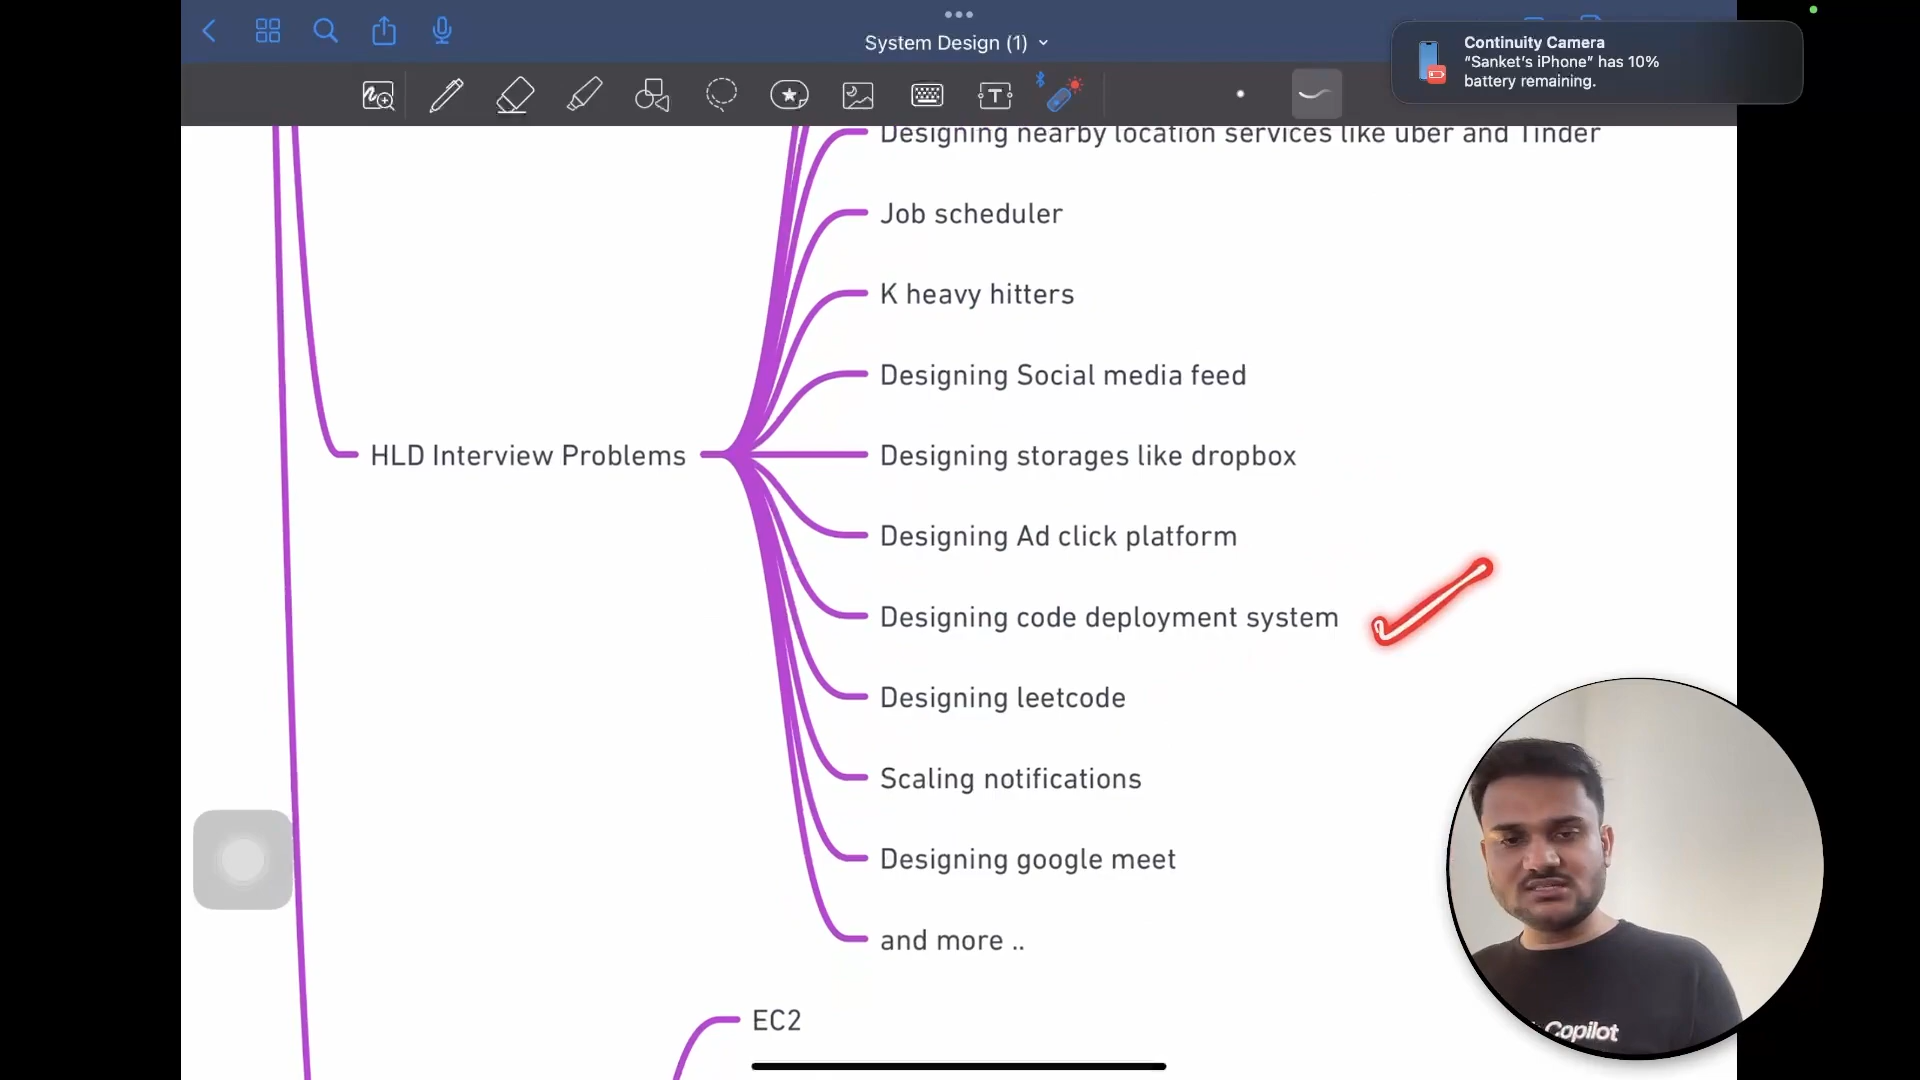 System Design (1)
Continuity Camera
“Sanket’s iPhone” has 10%
battery remaining.
T
Designing nearby location services like uber and Tinder
Job scheduler
K heavy hitters
Designing Social media feed
HLD Interview Problems
Designing storages like dropbox
Designing Ad click platform
Designing code deployment system
Designing leetcode
Scaling notifications
Designing google meet
and more ..
EC2
Copilot